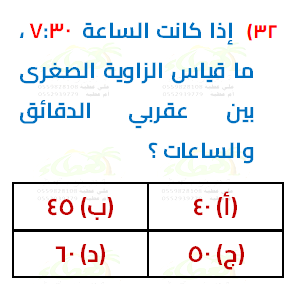 ٣٢) إذا كانت الساعة ٧:٣٠ ،
ما قياس الزاوية الصغرى
بين عقربي الدقائق
والساعات ؟
(أ) ٤٠ (ب) ٤٥
(ج) ٥٠ (د) ٦٠